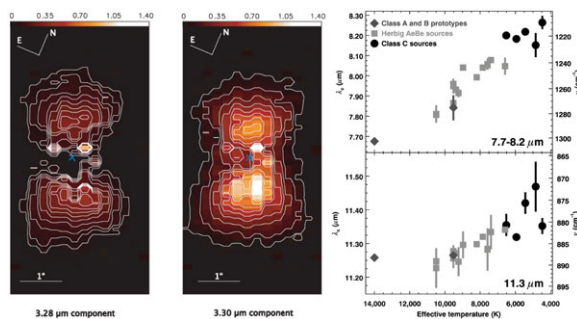 0.00 0.35 0.70 1.05 1.40
E N
1"
3.28 µm component
0.00 0.35 0.70 1.05 1.40
E N
1"
3.30 µm component
Class A and B prototypes
Herbig AeBe sources
Class C sources
8.30
8.20
8.10
8.00
7.90
7.80
7.70
7.60
λc (µm)
1220
1240
1260
1280
1300
7.7-8.2 µm
11.50
11.40
11.30
11.20
λc (µm)
865
870
875
880
885
890
895
11.3 µm
14,000 12,000 10,000 8,000 6,000 4,000
Effective temperature (K)